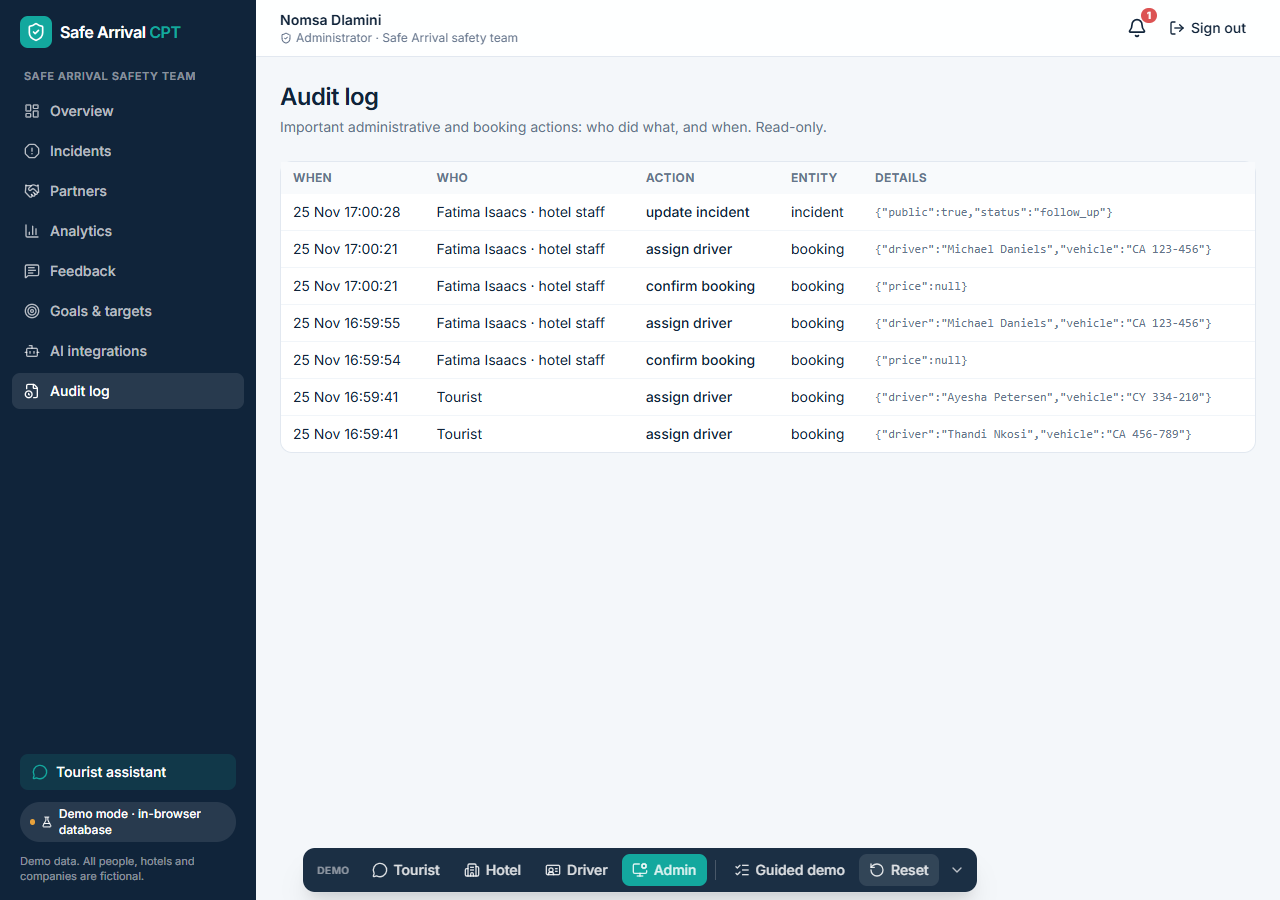 Safe Arrival CPT
SAFE ARRIVAL SAFETY TEAM
Overview
Incidents
Partners
Analytics
Feedback
Goals & targets
AI integrations
Audit log
Tourist assistant
Demo mode · in-browser
database
Demo data. All people, hotels and
companies are fictional.
Nomsa Dlamini
Administrator · Safe Arrival safety team
1
Sign out
Audit log
Important administrative and booking actions: who did what, and when. Read-only.
WHEN WHO ACTION ENTITY DETAILS
25 Nov 17:00:28 Fatima Isaacs · hotel staff update incident incident {"public":true,"status":"follow_up"}
25 Nov 17:00:21 Fatima Isaacs · hotel staff assign driver booking {"driver":"Michael Daniels","vehicle":"CA 123-456"}
25 Nov 17:00:21 Fatima Isaacs · hotel staff confirm booking booking {"price":null}
25 Nov 16:59:55 Fatima Isaacs · hotel staff assign driver booking {"driver":"Michael Daniels","vehicle":"CA 123-456"}
25 Nov 16:59:54 Fatima Isaacs · hotel staff confirm booking booking {"price":null}
25 Nov 16:59:41 Tourist assign driver booking {"driver":"Ayesha Petersen","vehicle":"CY 334-210"}
25 Nov 16:59:41 Tourist assign driver booking {"driver":"Thandi Nkosi","vehicle":"CA 456-789"}
DEMO Tourist Hotel Driver Admin Guided demo Reset